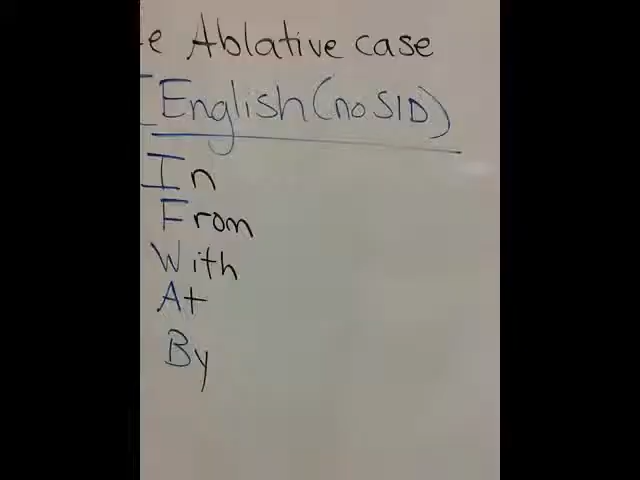 e Ablative case
English (no SID)
In
From
With
At
By